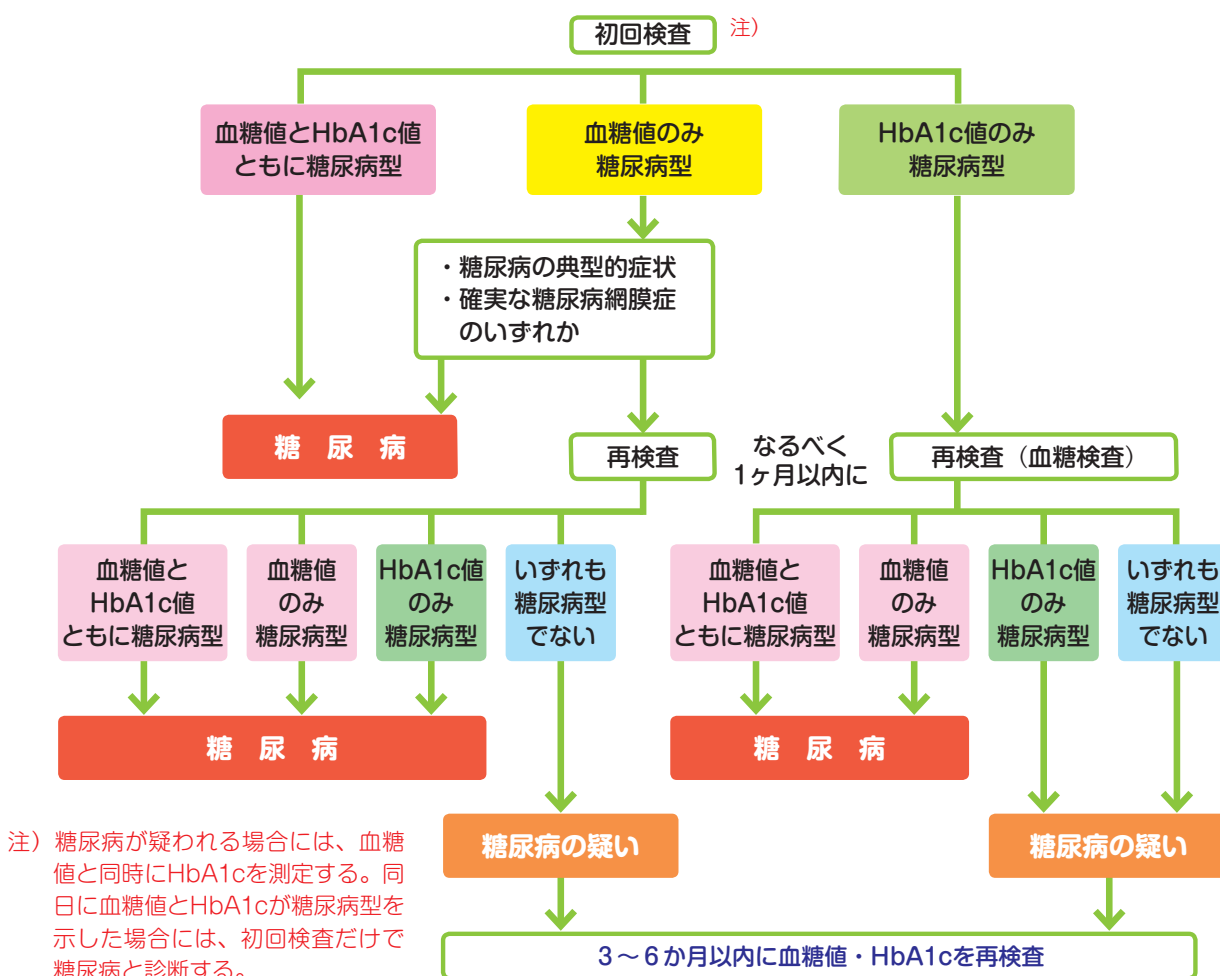 初回検査
注）
血糖値とHbA1c値
ともに糖尿病型
血糖値のみ
糖尿病型
HbA1c値のみ
糖尿病型
・糖尿病の典型的症状
・確実な糖尿病網膜症
のいずれか
糖 尿 病
再検査
なるべく
1ヶ月以内に
再検査（血糖検査）
血糖値と
HbA1c値
ともに糖尿病型
血糖値
のみ
糖尿病型
HbA1c値
のみ
糖尿病型
いずれも
糖尿病型
でない
血糖値と
HbA1c値
ともに糖尿病型
血糖値
のみ
糖尿病型
HbA1c値
のみ
糖尿病型
いずれも
糖尿病型
でない
糖 尿 病
糖 尿 病
糖尿病の疑い
糖尿病の疑い
注）糖尿病が疑われる場合には、血糖
値と同時にHbA1cを測定する。同
日に血糖値とHbA1cが糖尿病型を
示した場合には、初回検査だけで
糖尿病と診断する。
3～6か月以内に血糖値・HbA1cを再検査